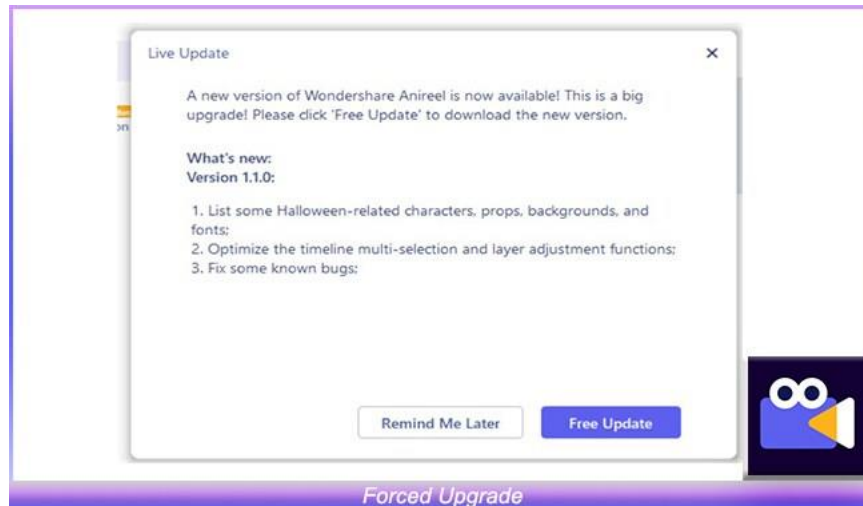 Live Update
A new version of Wondershare Anireel is now available! This is a big
upgrade! Please click 'Free Update' to download the new version.
What's new:
Version 1.1.0:
1. List some Halloween-related characters, props, backgrounds, and
fonts;
2. Optimize the timeline multi-selection and layer adjustment functions;
3. Fix some known bugs;
Remind Me Later
Free Update
Forced Upgrade